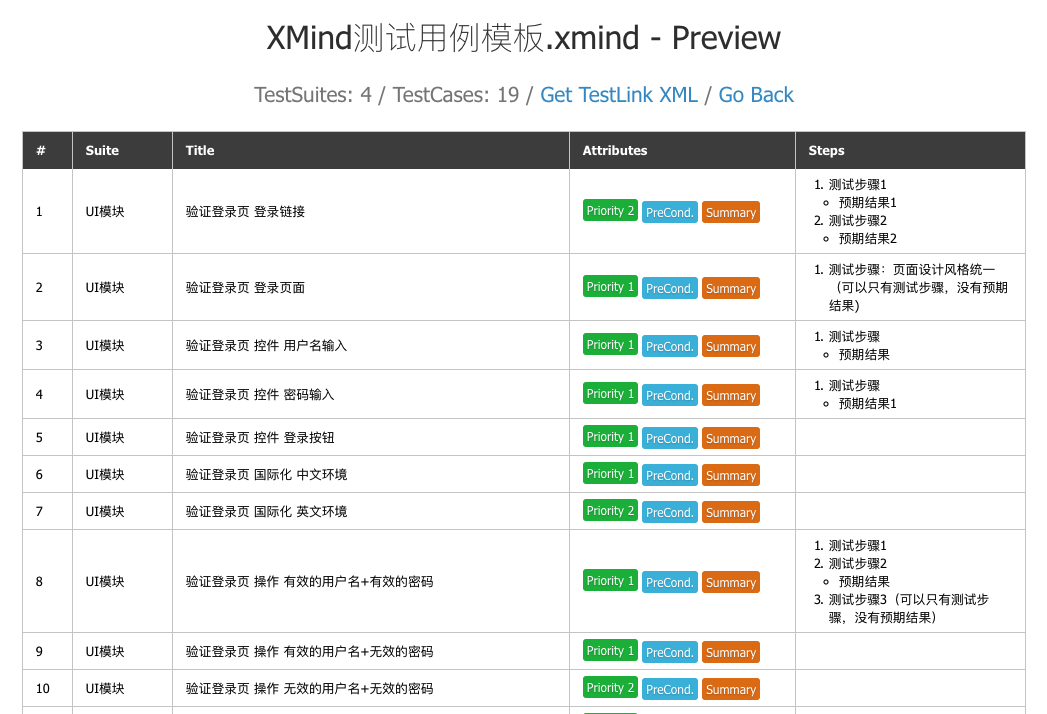 XMind测试用例模板.xmind - Preview
TestSuites: 4 / TestCases: 19 / Get TestLink XML / Go Back
# Suite Title Attributes Steps
1 UI模块 验证登录页 登录链接 Priority 2 PreCond. Summary
1. 测试步骤1
预期结果1
2. 测试步骤2
预期结果2
2 UI模块 验证登录页 登录页面 Priority 1 PreCond. Summary
1. 测试步骤：页面设计风格统一
（可以只有测试步骤，没有预期
结果）
3 UI模块 验证登录页 控件 用户名输入 Priority 1 PreCond. Summary
1. 测试步骤
预期结果
4 UI模块 验证登录页 控件 密码输入 Priority 1 PreCond. Summary
1. 测试步骤
预期结果1
5 UI模块 验证登录页 控件 登录按钮 Priority 1 PreCond. Summary
6 UI模块 验证登录页 国际化 中文环境 Priority 1 PreCond. Summary
7 UI模块 验证登录页 国际化 英文环境 Priority 2 PreCond. Summary
8 UI模块 验证登录页 操作 有效的用户名+有效的密码 Priority 1 PreCond. Summary
1. 测试步骤1
2. 测试步骤2
预期结果
3. 测试步骤3（可以只有测试步
骤，没有预期结果）
9 UI模块 验证登录页 操作 有效的用户名+无效的密码 Priority 1 PreCond. Summary
10 UI模块 验证登录页 操作 无效的用户名+无效的密码 Priority 2 PreCond. Summary